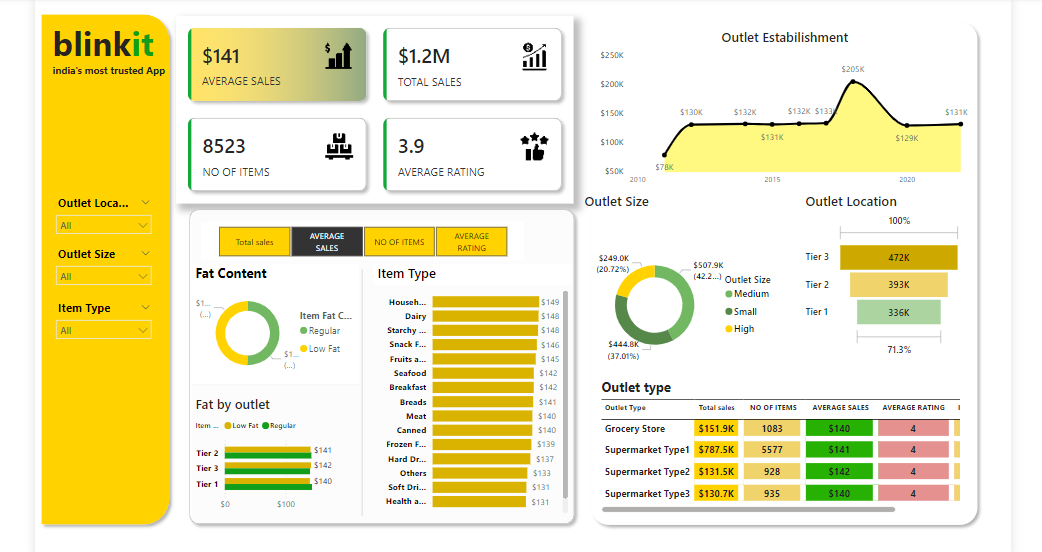 blinkit
india's most trusted App
Outlet Loca...
All
Outlet Size
All
Item Type
All
$141
AVERAGE SALES
$1.2M
TOTAL SALES
8523
NO OF ITEMS
3.9
AVERAGE RATING
Total sales
AVERAGE SALES
NO OF ITEMS
AVERAGE RATING
Fat Content
$1...
(...)
$1...
(...)
Item Fat C...
Regular
Low Fat
Fat by outlet
Item ... Low Fat Regular
Tier 2 $141
Tier 3 $142
Tier 1 $140
$0 $100
Item Type
Househ... $149
Dairy $148
Starchy ... $148
Snack F... $146
Fruits a... $145
Seafood $142
Breakfast $142
Breads $141
Meat $140
Canned $140
Frozen F... $139
Hard Dr... $137
Others $133
Soft Dri... $131
Health a... $131
Outlet Estabilishment
$250K
$200K
$150K
$100K
$50K
$78K
$130K
$132K
$131K
$132K
$133K
$205K
$129K
$131K
2010 2015 2020
Outlet Size
$249.0K
(20.72%)
$507.9K
(42.2...)
$444.8K
(37.01%)
Outlet Size
Medium
Small
High
Outlet Location
100%
Tier 3 472K
Tier 2 393K
Tier 1 336K
71.3%
Outlet type
Outlet Type Total sales NO OF ITEMS AVERAGE SALES AVERAGE RATING
Grocery Store $151.9K 1083 $140 4
Supermarket Type1 $787.5K 5577 $141 4
Supermarket Type2 $131.5K 928 $142 4
Supermarket Type3 $130.7K 935 $140 4